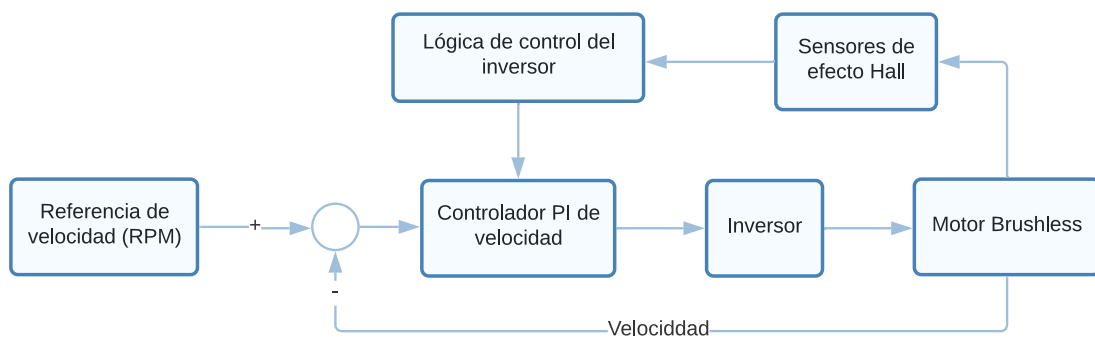 Lógica de control del
inversor
Sensores de
efecto Hall
Referencia de
velocidad (RPM)
+
-
Controlador PI de
velocidad
Inversor
Motor Brushless
Velociddad